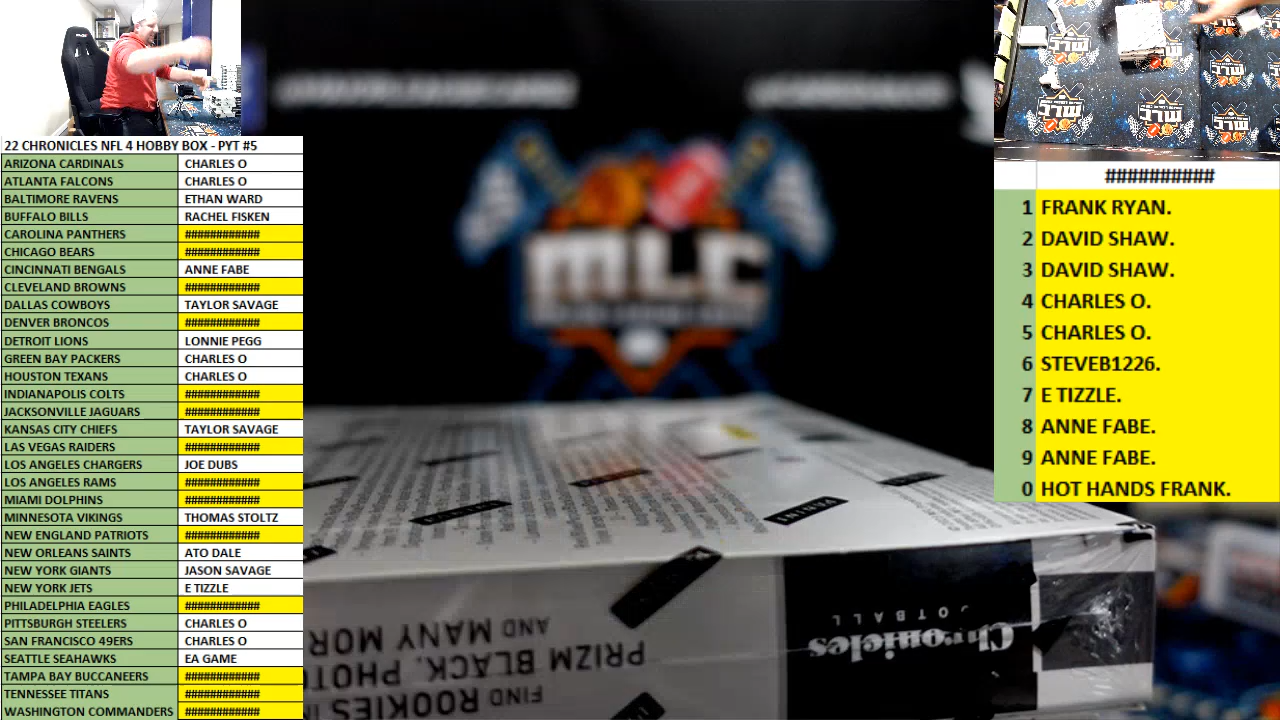 22 CHRONICLES NFL 4 HOBBY BOX - PYT #5
ARIZONA CARDINALS CHARLES O
ATLANTA FALCONS CHARLES O
BALTIMORE RAVENS ETHAN WARD
BUFFALO BILLS RACHEL FISKEN
CAROLINA PANTHERS ############
CHICAGO BEARS ############
CINCINNATI BENGALS ANNE FABE
CLEVELAND BROWNS ############
DALLAS COWBOYS TAYLOR SAVAGE
DENVER BRONCOS ############
DETROIT LIONS LONNIE PEGG
GREEN BAY PACKERS CHARLES O
HOUSTON TEXANS CHARLES O
INDIANAPOLIS COLTS ############
JACKSONVILLE JAGUARS ############
KANSAS CITY CHIEFS TAYLOR SAVAGE
LAS VEGAS RAIDERS ############
LOS ANGELES CHARGERS JOE DUBS
LOS ANGELES RAMS ############
MIAMI DOLPHINS ############
MINNESOTA VIKINGS THOMAS STOLTZ
NEW ENGLAND PATRIOTS ############
NEW ORLEANS SAINTS ATO DALE
NEW YORK GIANTS JASON SAVAGE
NEW YORK JETS E TIZZLE
PHILADELPHIA EAGLES ############
PITTSBURGH STEELERS CHARLES O
SAN FRANCISCO 49ERS CHARLES O
SEATTLE SEAHAWKS EA GAME
TAMPA BAY BUCCANEERS ############
TENNESSEE TITANS ############
WASHINGTON COMMANDERS ############
MLC
PANINI
PANINI
FIND ROOKIES
PRIZM BLACK, PHOTO
AND MANY MOR
Chronicles
OTBALL
##########
1 FRANK RYAN.
2 DAVID SHAW.
3 DAVID SHAW.
4 CHARLES O.
5 CHARLES O.
6 STEVEB1226.
7 E TIZZLE.
8 ANNE FABE.
9 ANNE FABE.
0 HOT HANDS FRANK.